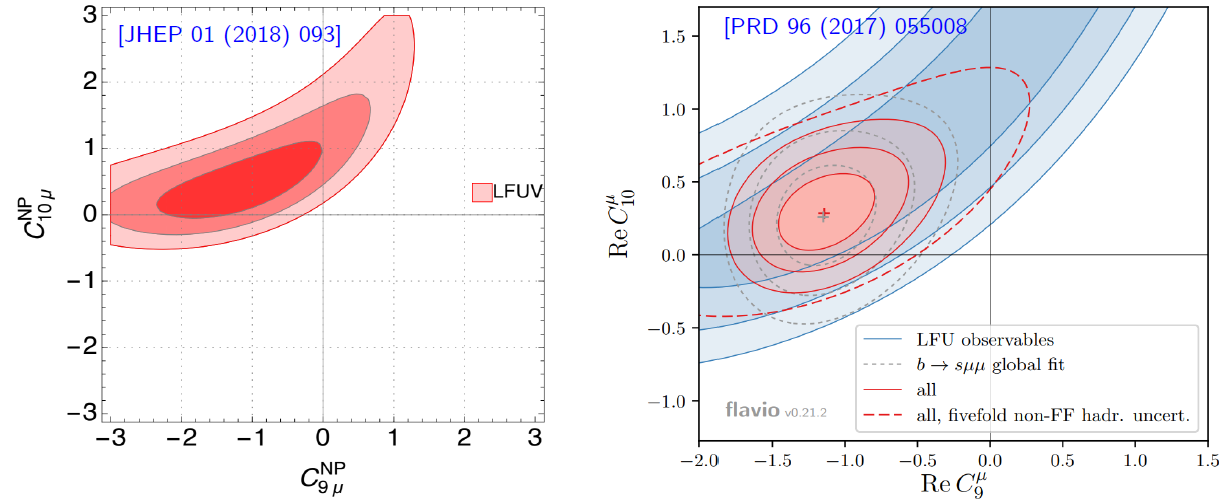 [JHEP 01 (2018) 093]
3
2
1
0
−1
−2
−3
−3
−2
−1
0
1
2
3
C^NP_10 μ
C^NP_9 μ
LFUV
[PRD 96 (2017) 055008
1.5
1.0
0.5
0.0
−0.5
−1.0
−2.0
−1.5
−1.0
−0.5
0.0
0.5
1.0
1.5
Re C^μ_10
Re C^μ_9
LFU observables
b → sμμ global fit
all
all, fivefold non-FF hadr. uncert.
flavio v0.21.2